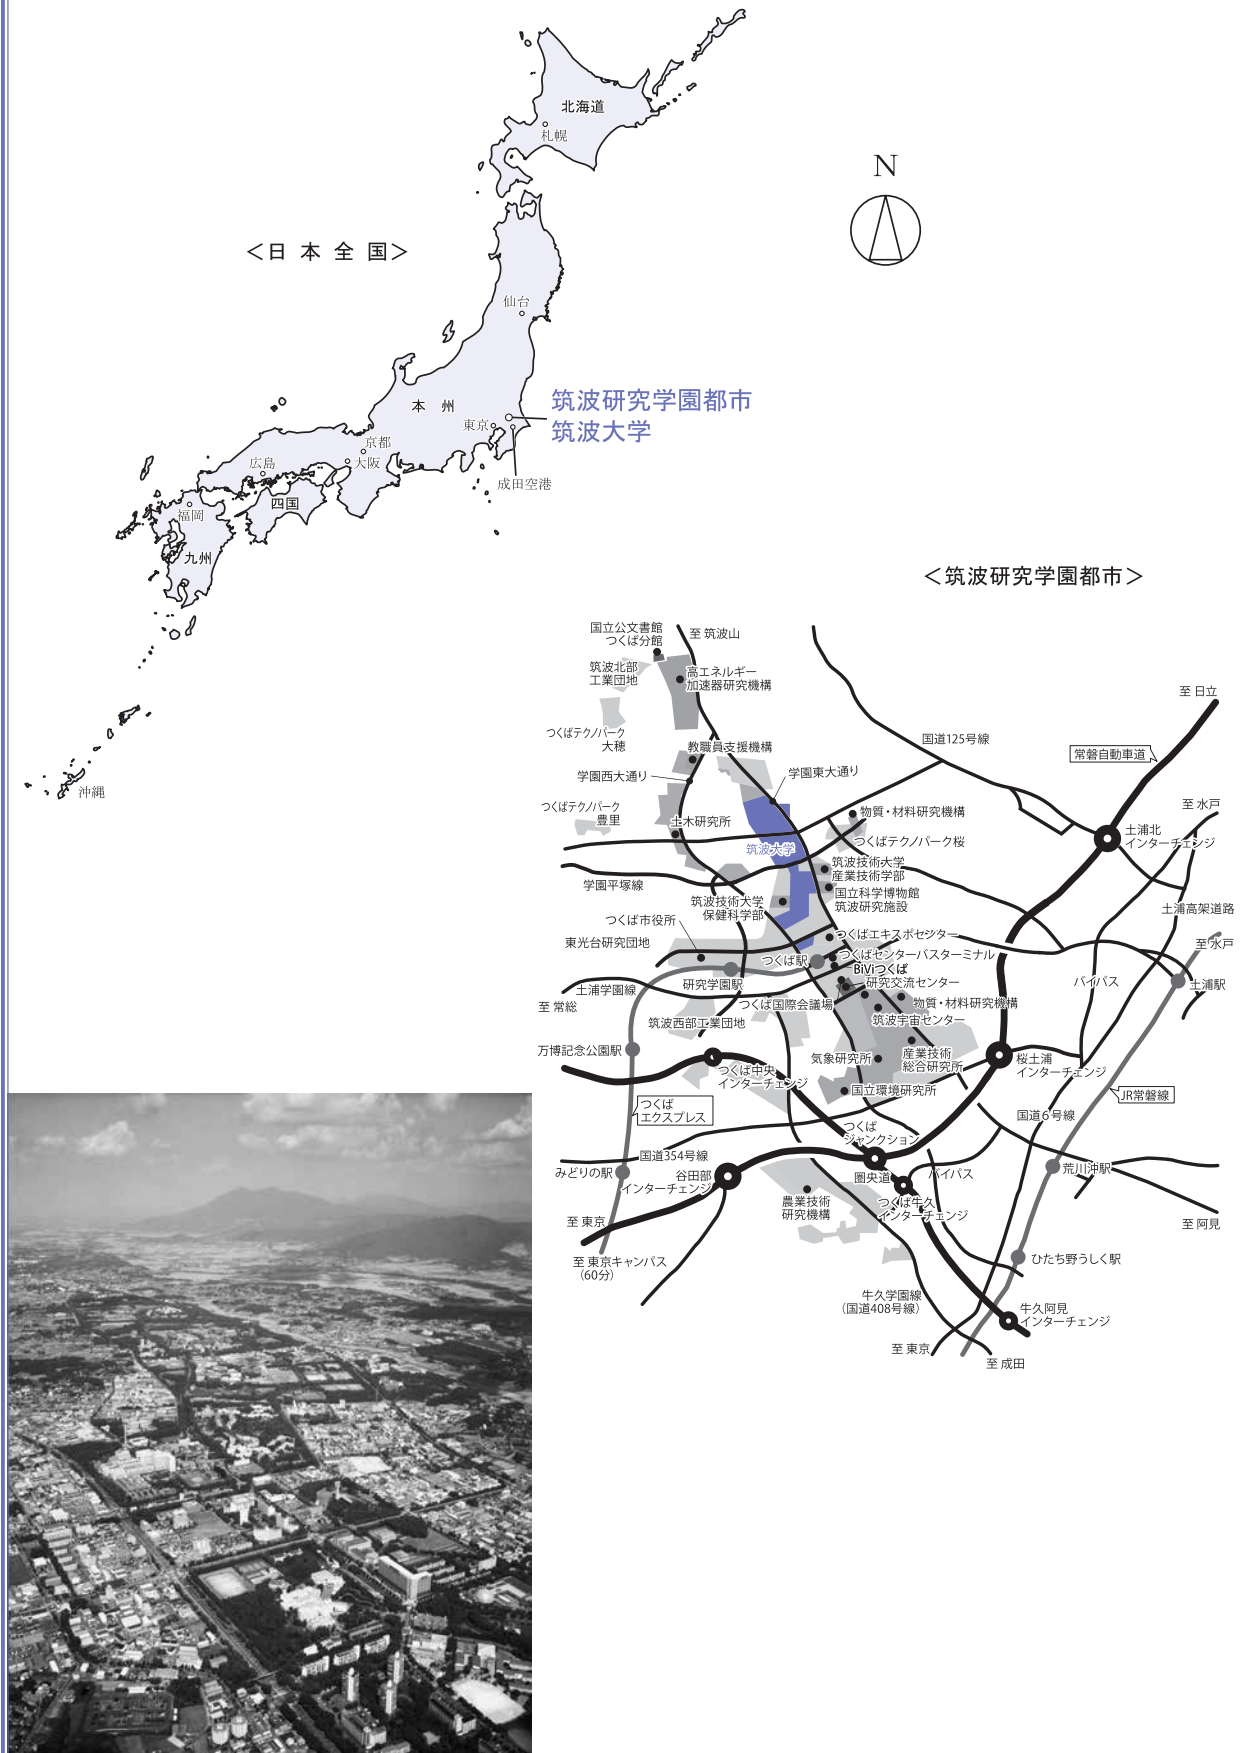 北海道
札幌
N
＜日 本 全 国＞
仙台
筑波研究学園都市
筑波大学
本 州
東京
京都
大阪
広島
成田空港
四国
福岡
九州
沖縄
＜筑波研究学園都市＞
国立公文書館
つくば分館
至 筑波山
筑波北部
工業団地
高エネルギー
加速器研究機構
至 日立
つくばテクノパーク
大穂
教職員支援機構
国道125号線
常磐自動車道
学園西大通り
学園東大通り
つくばテクノパーク
豊里
土木研究所
物質・材料研究機構
至 水戸
土浦北
インターチェンジ
筑波大学
つくばテクノパーク桜
筑波技術大学
産業技術学部
学園平塚線
国立科学博物館
筑波研究施設
筑波技術大学
保健科学部
つくば市役所
土浦高架道路
東光台研究団地
つくばエキスポセンター
至 水戸
つくば駅
つくばセンターバスターミナル
BiViつくば
研究学園駅
研究交流センター
バイパス
土浦駅
土浦学園線
至 常総
つくば国際会議場
物質・材料研究機構
筑波西部工業団地
筑波宇宙センター
万博記念公園駅
気象研究所
産業技術
総合研究所
桜土浦
インターチェンジ
つくば中央
インターチェンジ
国立環境研究所
JR常磐線
つくば
エクスプレス
国道6号線
つくば
ジャンクション
国道354号線
みどりの駅
谷田部
インターチェンジ
圏央道
バイパス
荒川沖駅
農業技術
研究機構
つくば牛久
インターチェンジ
至 東京
至 阿見
至 東京キャンパス
（60分）
ひたち野うしく駅
牛久学園線
（国道408号線）
牛久阿見
インターチェンジ
至 東京
至 成田